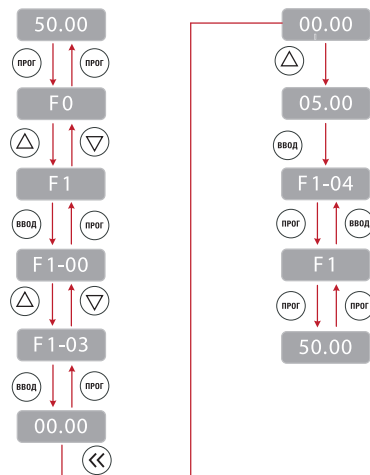 50.00
ПРОГ ПРОГ
F0
F1
ВВОД ПРОГ
F1-00
F1-03
ВВОД ПРОГ
00.00
00.00
05.00
ВВОД
F1-04
ПРОГ ВВОД
F1
ПРОГ ПРОГ
50.00